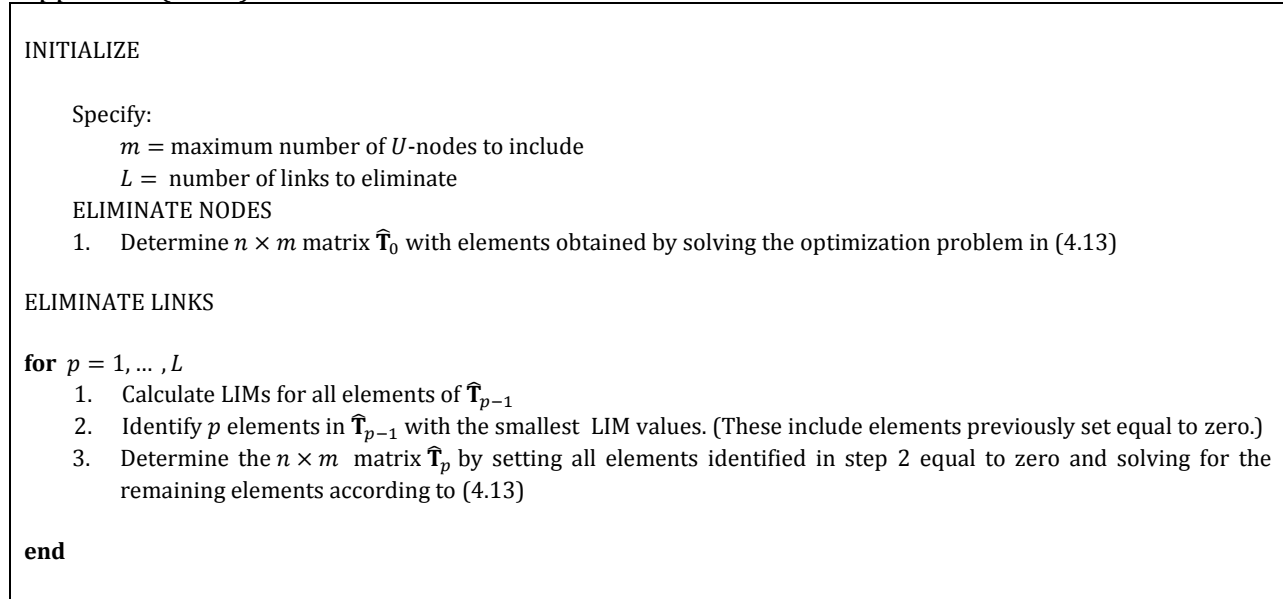 INITIALIZE
Specify:
𝑚 = maximum number of 𝑈-nodes to include
𝐿 = number of links to eliminate
ELIMINATE NODES
1. Determine 𝑛 × 𝑚 matrix 𝐓̂₀ with elements obtained by solving the optimization problem in (4.13)
ELIMINATE LINKS
for 𝑝 = 1, … , 𝐿
1. Calculate LIMs for all elements of 𝐓̂ₚ₋₁
2. Identify 𝑝 elements in 𝐓̂ₚ₋₁ with the smallest LIM values. (These include elements previously set equal to zero.)
3. Determine the 𝑛 × 𝑚 matrix 𝐓̂ₚ by setting all elements identified in step 2 equal to zero and solving for the
remaining elements according to (4.13)
end